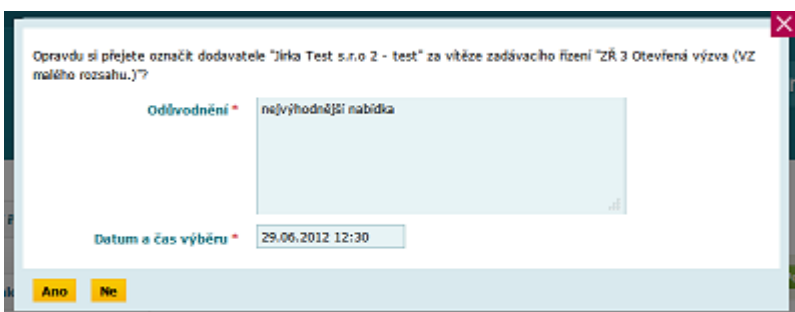 Opravdu si přejete označit dodavatele "Jirka Test s.r.o 2 - test" za vítěze zadávacího řízení "ZŘ 3 Otevřená výzva (VZ
malého rozsahu.)"?
Odůvodnění *
nejvýhodnější nabídka
Datum a čas výběru *
29.06.2012 12:30
Ano Ne